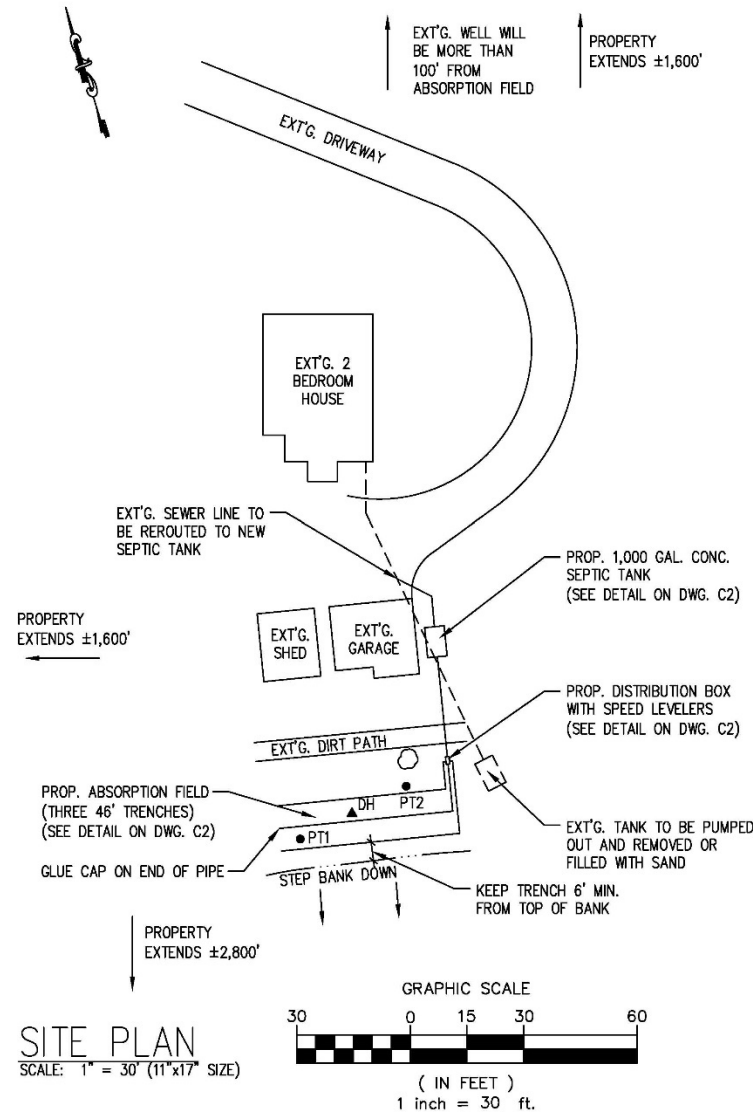 EXT'G. WELL WILL
BE MORE THAN
100' FROM
ABSORPTION FIELD
PROPERTY
EXTENDS ±1,600'
EXT'G. DRIVEWAY
EXT'G. 2
BEDROOM
HOUSE
EXT'G. SEWER LINE TO
BE REROUTED TO NEW
SEPTIC TANK
PROP. 1,000 GAL. CONC.
SEPTIC TANK
(SEE DETAIL ON DWG. C2)
PROPERTY
EXTENDS ±1,600'
EXT'G.
SHED
EXT'G.
GARAGE
PROP. DISTRIBUTION BOX
WITH SPEED LEVELERS
(SEE DETAIL ON DWG. C2)
EXT'G. DIRT PATH
PROP. ABSORPTION FIELD
(THREE 46' TRENCHES)
(SEE DETAIL ON DWG. C2)
DH
PT2
PT1
GLUE CAP ON END OF PIPE
STEP BANK DOWN
EXT'G. TANK TO BE PUMPED
OUT AND REMOVED OR
FILLED WITH SAND
KEEP TRENCH 6' MIN.
FROM TOP OF BANK
PROPERTY
EXTENDS ±2,800'
SITE PLAN
SCALE: 1" = 30' (11"x17" SIZE)
GRAPHIC SCALE
30 0 15 30 60
( IN FEET )
1 inch = 30 ft.